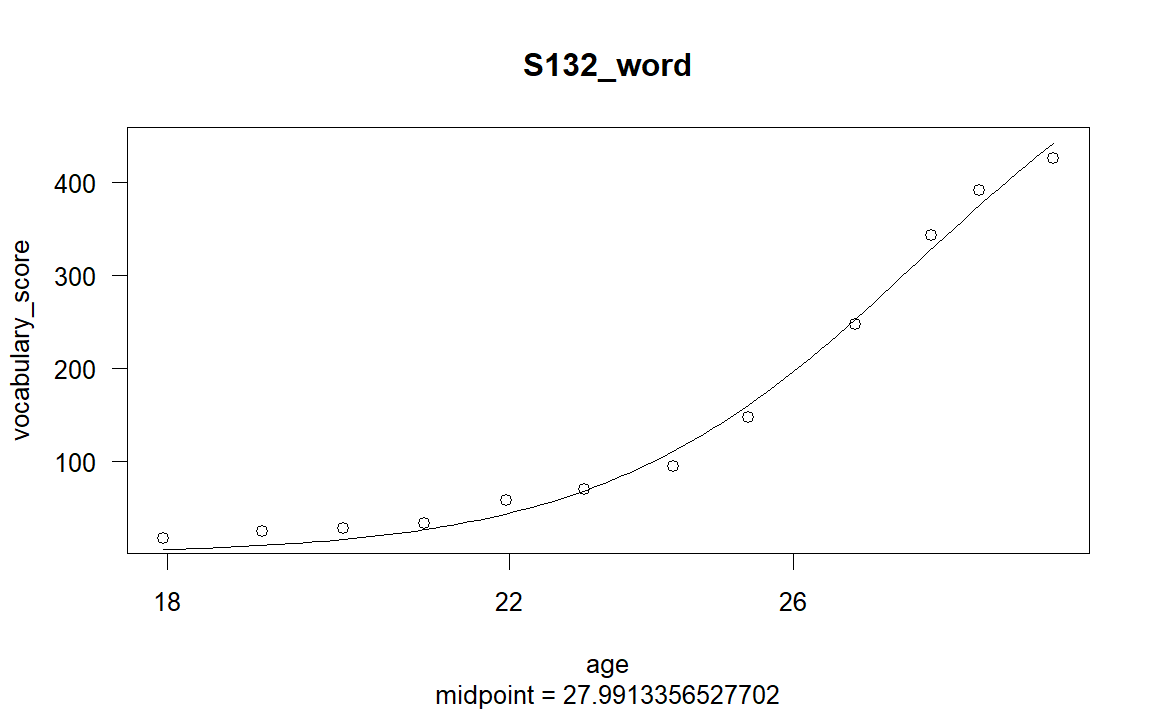 S132_word
vocabulary_score
400
300
200
100
18 22 26
age
midpoint = 27.9913356527702